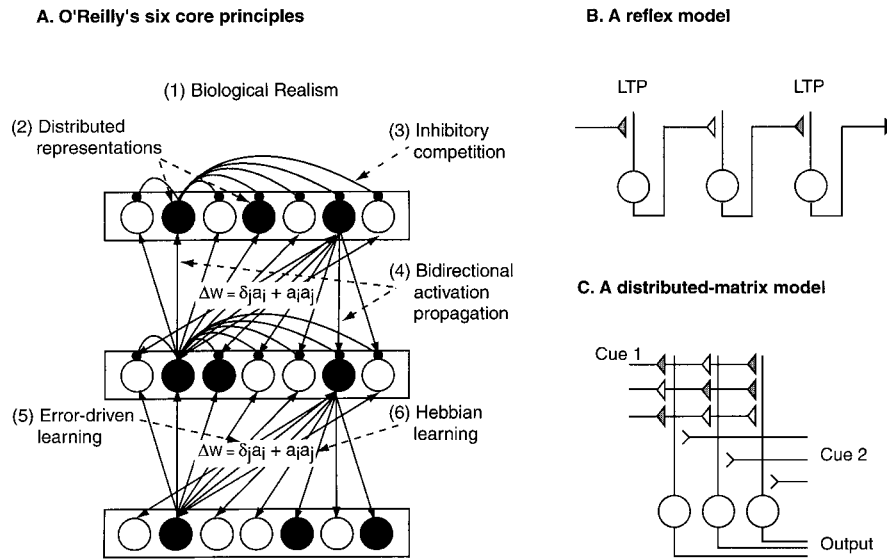 A. O'Reilly's six core principles
(1) Biological Realism
(2) Distributed
representations
(3) Inhibitory
competition
Δw = δjai + aiaj
(4) Bidirectional
activation
propagation
(5) Error-driven
learning
(6) Hebbian
learning
Δw = δjai + aiaj
B. A reflex model
LTP
LTP
C. A distributed-matrix model
Cue 1
Cue 2
Output